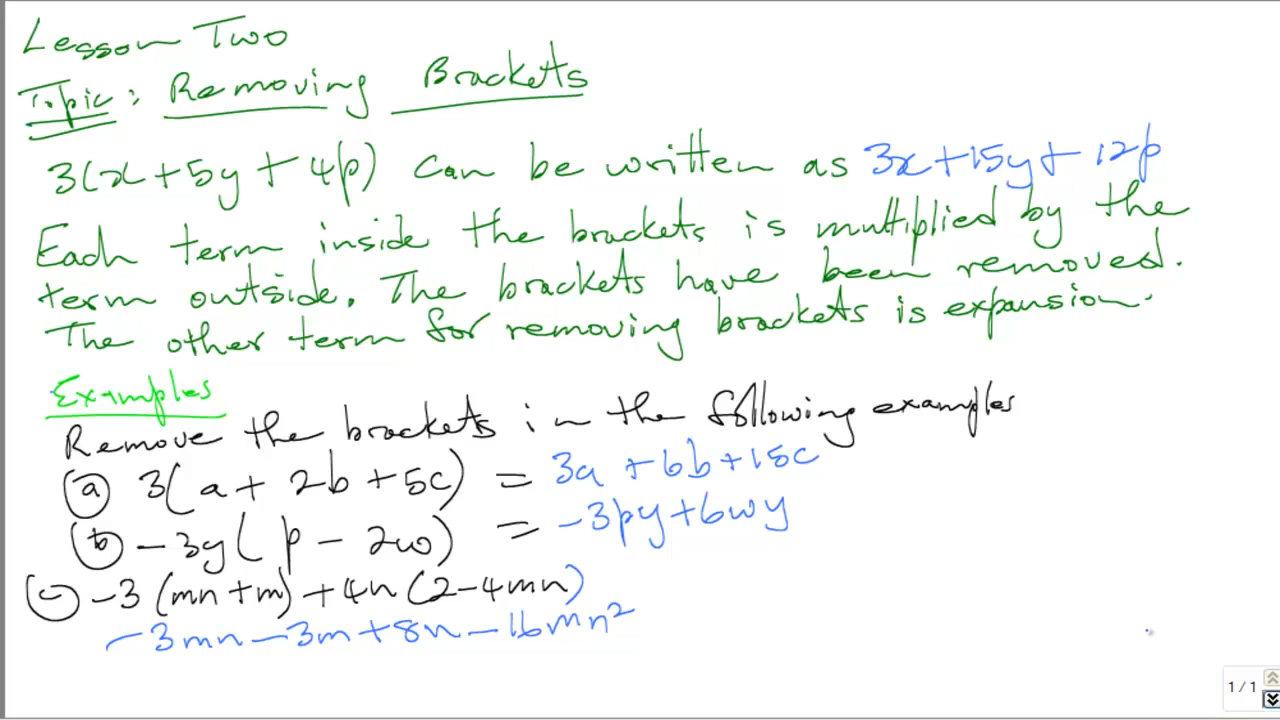 Lesson Two
Topic: Removing Brackets
3(x+5y+4p) can be written as 3x+15y+12p
Each term inside the brackets is multiplied by the
term outside. The brackets have been removed.
The other term for removing brackets is expansion.
Examples
Remove the brackets in the following examples
(a) 3(a+2b+5c) = 3a+6b+15c
(b) -3y(p-2w) = -3py+6wy
(c) -3(mn+m)+4n(2-4mn)
-3mn-3m+8n-16mn²
1/1